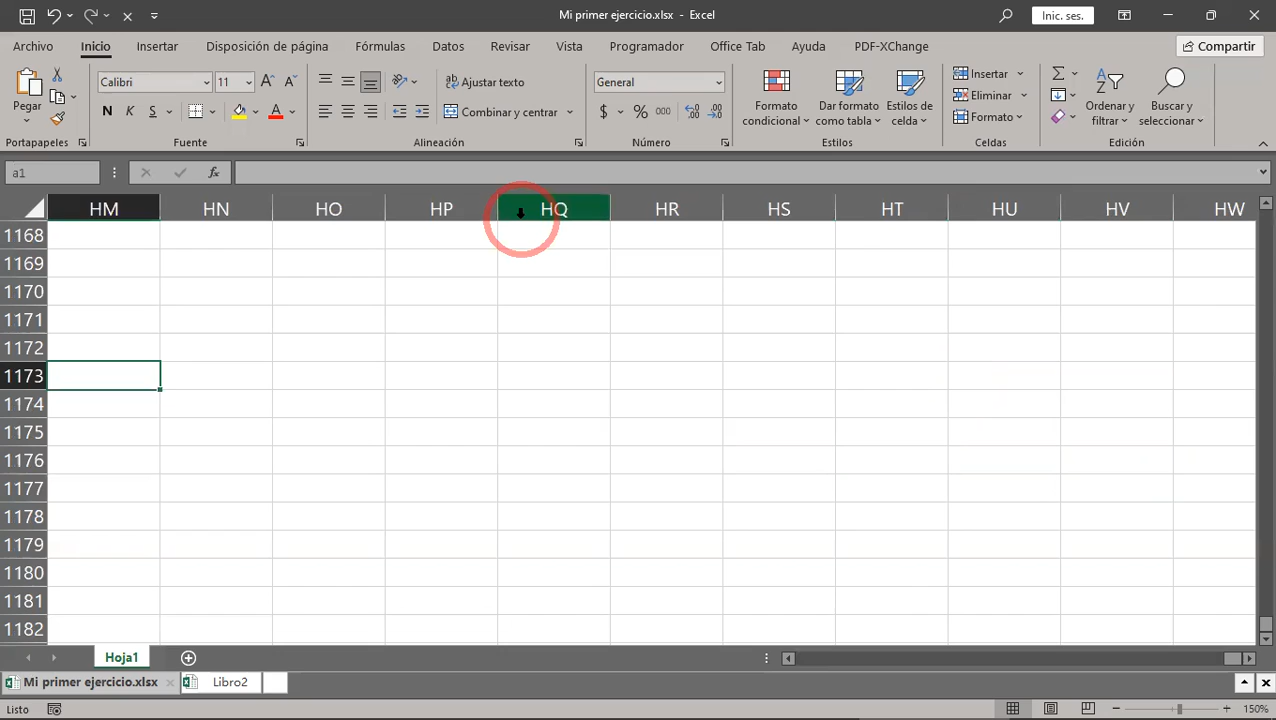 Mi primer ejercicio.xlsx - Excel
Inic. ses.
Archivo Inicio Insertar Disposición de página Fórmulas Datos Revisar Vista Programador Office Tab Ayuda PDF-XChange Compartir
Pegar
Portapapeles
Calibri 11
N K S
Fuente
Ajustar texto
Combinar y centrar
Alineación
General
$ % 000
Número
Formato condicional
Dar formato como tabla
Estilos de celda
Estilos
Insertar
Eliminar
Formato
Celdas
Ordenar y filtrar
Buscar y seleccionar
Edición
a1
HM HN HO HP HQ HR HS HT HU HV HW
1168
1169
1170
1171
1172
1173
1174
1175
1176
1177
1178
1179
1180
1181
1182
Hoja1
Mi primer ejercicio.xlsx Libro2
Listo 150%